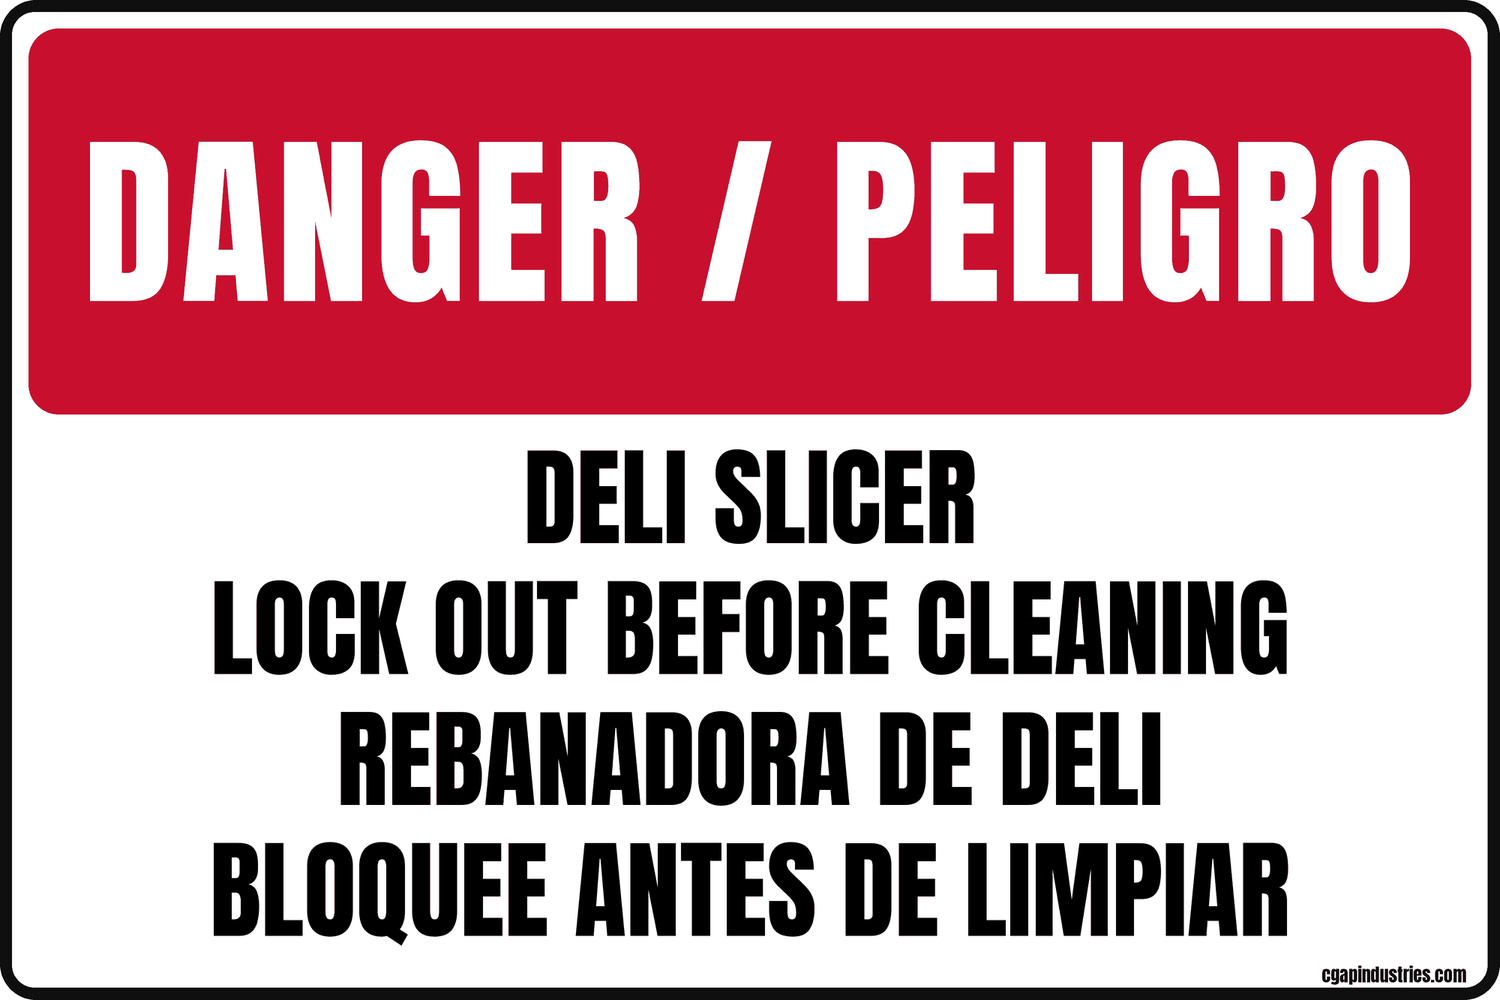 DANGER / PELIGRO
DELI SLICER
LOCK OUT BEFORE CLEANING
REBANADORA DE DELI
BLOQUEE ANTES DE LIMPIAR
cgapindustries.com